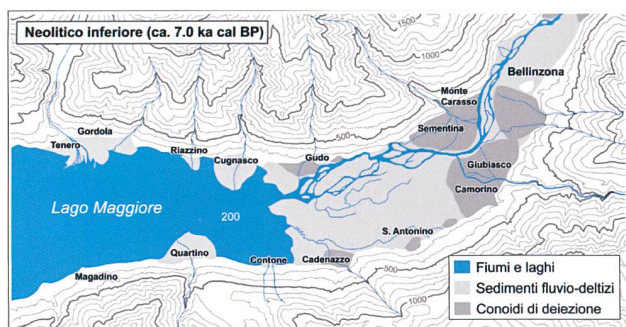 Neolitico inferiore (ca. 7.0 ka cal BP)
1500
1000
Bellinzona
Monte
Carasso
Sementina
500
Gordola
Tenero
Riazzino
Cugnasco
Gudo
Giubiasco
Camorino
Lago Maggiore
200
S. Antonino
Quartino
Contone
Cadenazzo
Magadino
500
1000
Fiumi e laghi
Sedimenti fluvio-deltizi
Conoidi di deiezione